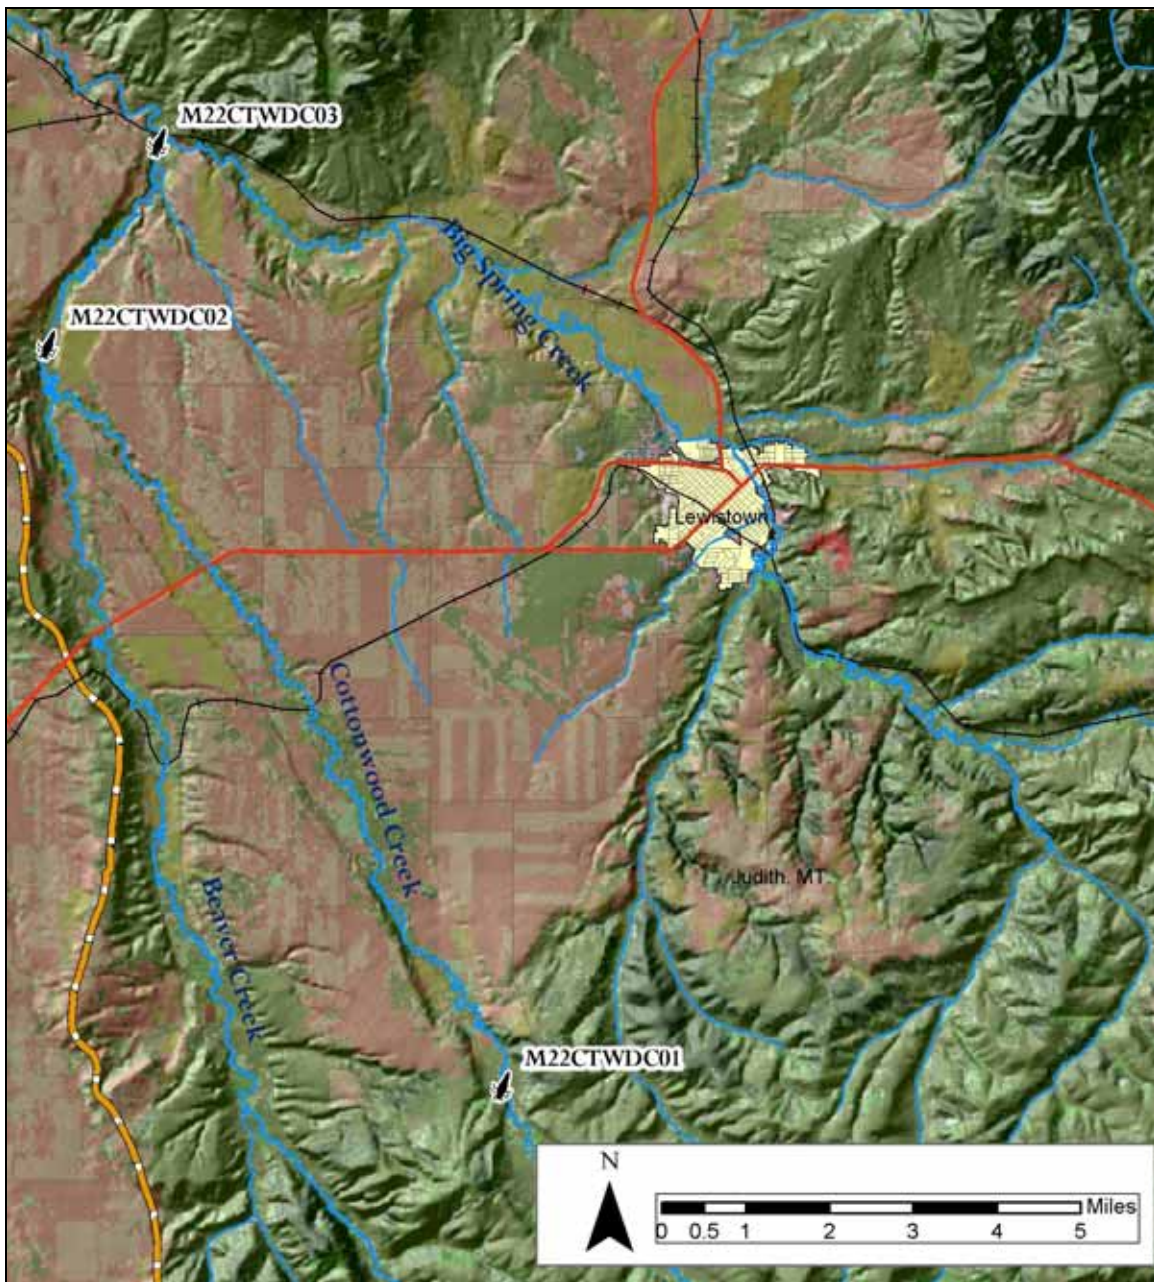 M22CTWDC03
Big Spring Creek
M22CTWDC02
Lewistown
Cottonwood Creek
Judith. MT.
Beaver Creek
M22CTWDC01
N
Miles
0 0.5 1 2 3 4 5